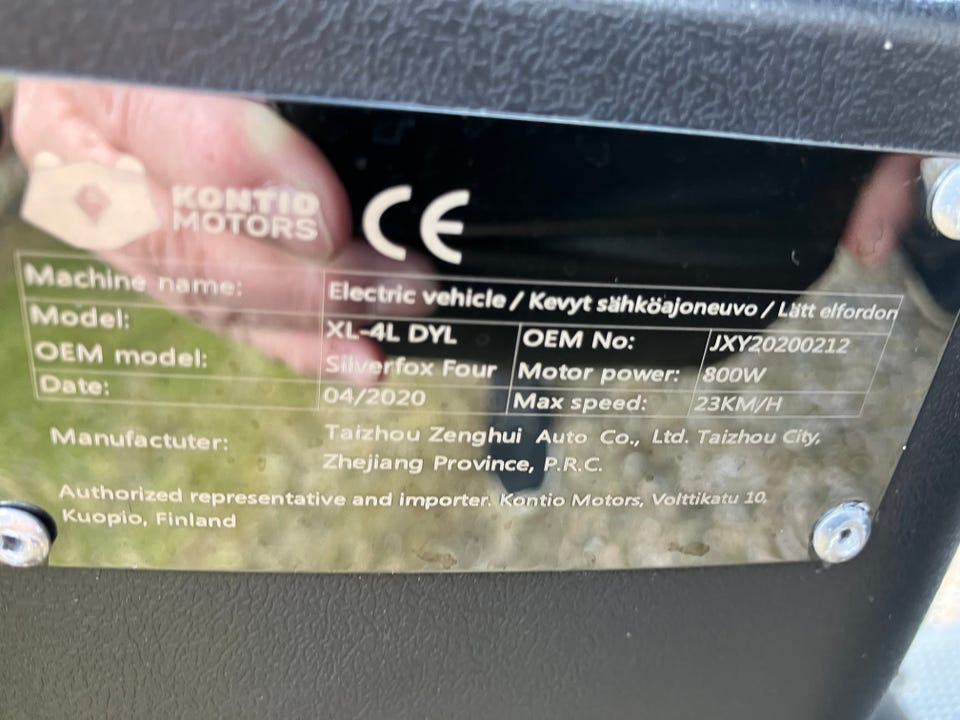 KONTIO
MOTORS
CE
Machine name: Electric vehicle / Kevyt sähköajoneuvo / Lätt elfordon
Model: XL-4L DYL OEM No: JXY20200212
OEM model: Silverfox Four Motor power: 800W
Date: 04/2020 Max speed: 23KM/H
Manufactuter: Taizhou Zenghui Auto Co., Ltd. Taizhou City,
Zhejiang Province, P.R.C.
Authorized representative and importer. Kontio Motors, Volttikatu 10,
Kuopio, Finland